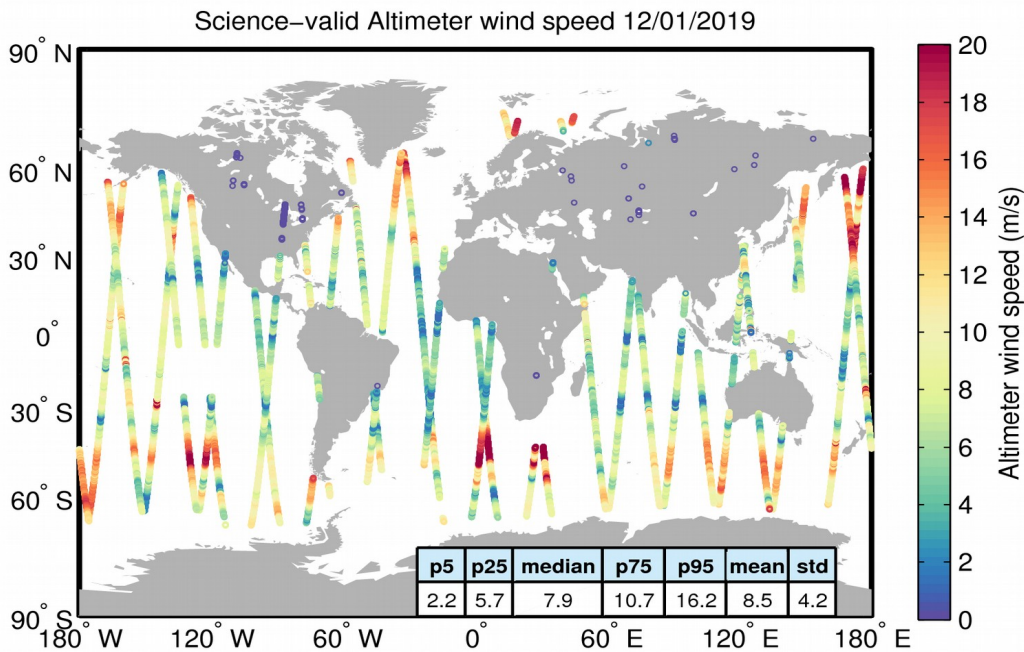 Science−valid Altimeter wind speed 12/01/2019
90° N
60° N
30° N
0°
30° S
60° S
90° S
180° W
120° W
60° W
0°
60° E
120° E
180° E
p5 p25 median p75 p95 mean std
2.2 5.7 7.9 10.7 16.2 8.5 4.2
20
18
16
14
12
10
8
6
4
2
0
Altimeter wind speed (m/s)